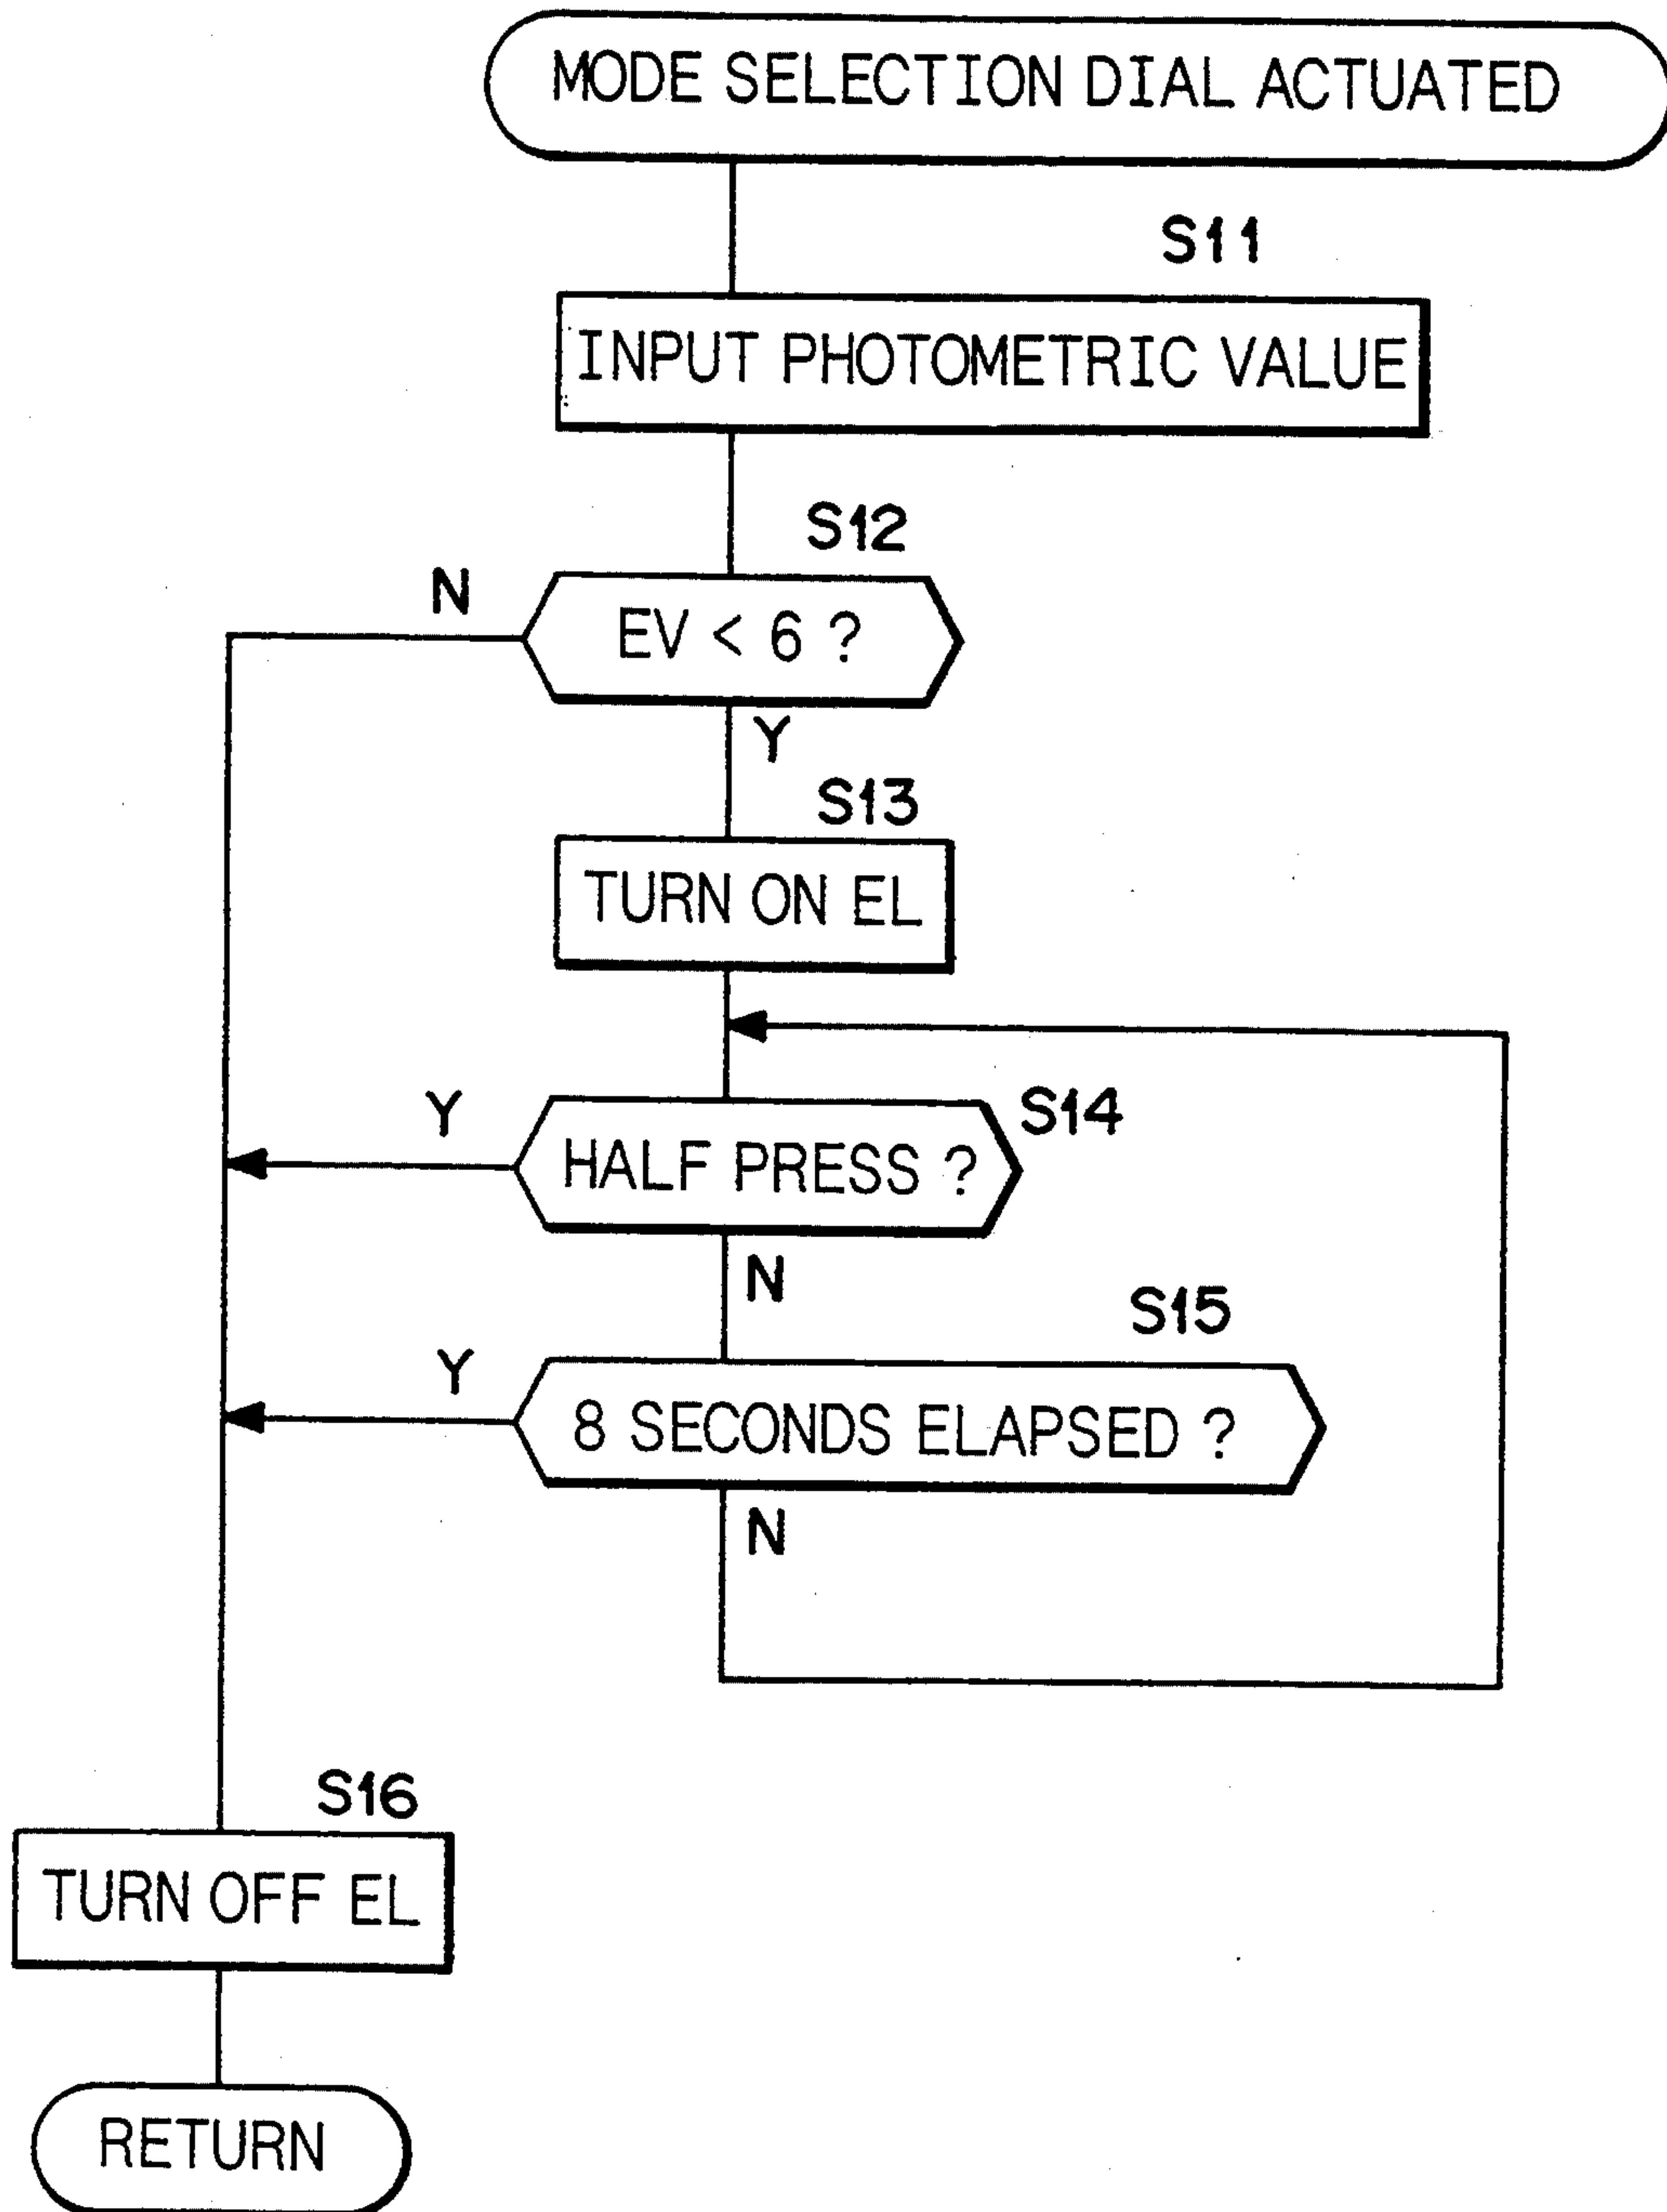 MODE SELECTION DIAL ACTUATED
S11
INPUT PHOTOMETRIC VALUE
S12
N
EV < 6 ?
Y
S13
TURN ON EL
Y
S14
HALF PRESS ?
N
S15
Y
8 SECONDS ELAPSED ?
N
S16
TURN OFF EL
RETURN